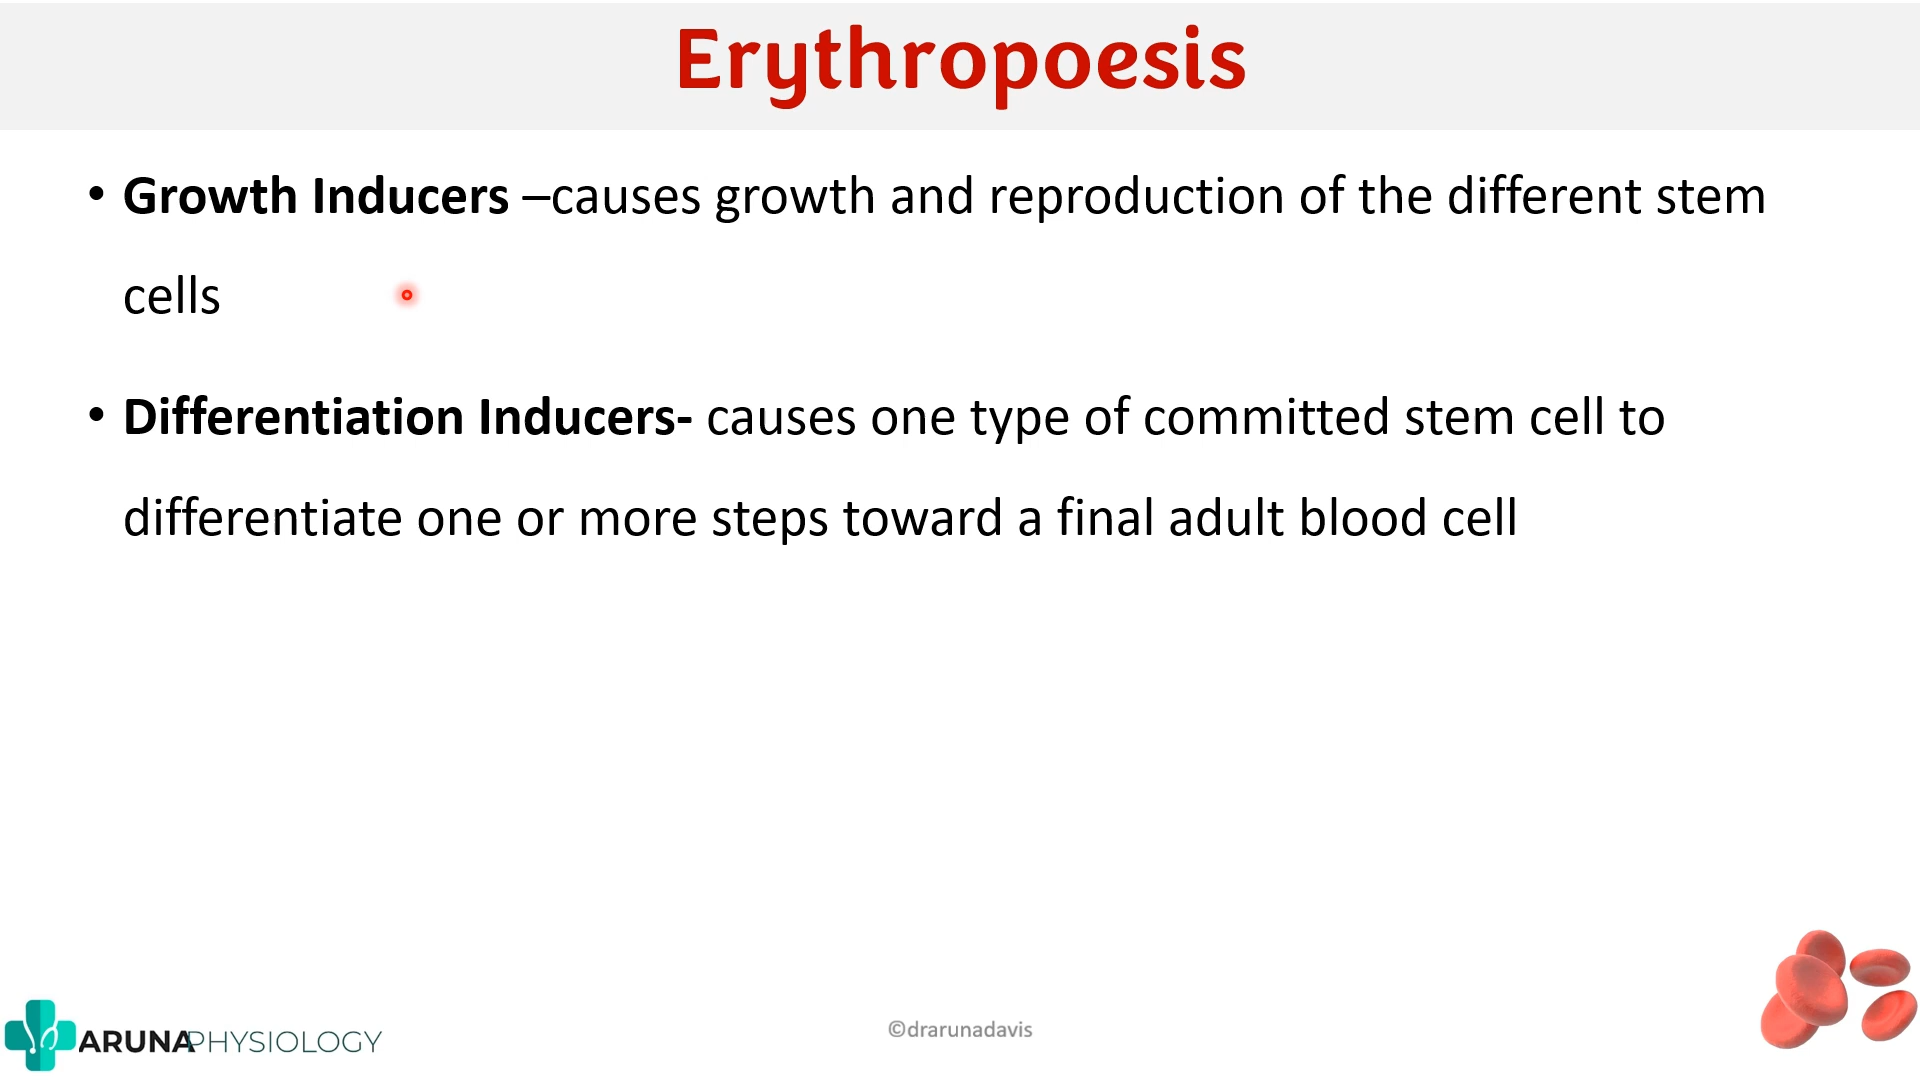 Erythropoesis
• Growth Inducers –causes growth and reproduction of the different stem
cells
• Differentiation Inducers- causes one type of committed stem cell to
differentiate one or more steps toward a final adult blood cell
ARUNAPHYSIOLOGY
©drarunadavis